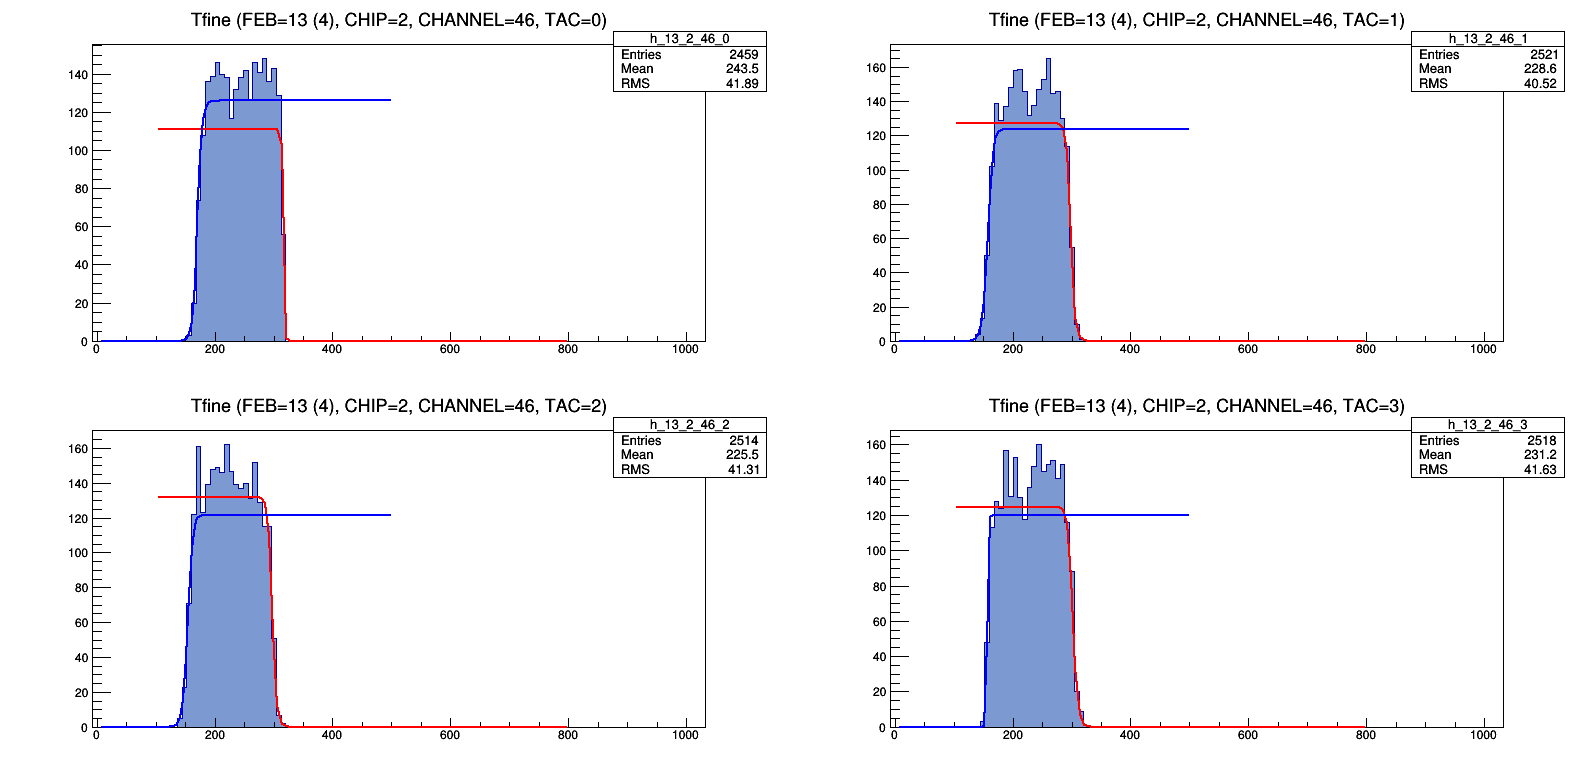 Tfine (FEB=13 (4), CHIP=2, CHANNEL=46, TAC=0)
h_13_2_46_0
Entries 2459
Mean 243.5
RMS 41.89
140
120
100
80
60
40
20
0
0 200 400 600 800 1000
Tfine (FEB=13 (4), CHIP=2, CHANNEL=46, TAC=1)
h_13_2_46_1
Entries 2521
Mean 228.6
RMS 40.52
160
140
120
100
80
60
40
20
0
0 200 400 600 800 1000
Tfine (FEB=13 (4), CHIP=2, CHANNEL=46, TAC=2)
h_13_2_46_2
Entries 2514
Mean 225.5
RMS 41.31
160
140
120
100
80
60
40
20
0
0 200 400 600 800 1000
Tfine (FEB=13 (4), CHIP=2, CHANNEL=46, TAC=3)
h_13_2_46_3
Entries 2518
Mean 231.2
RMS 41.63
160
140
120
100
80
60
40
20
0
0 200 400 600 800 1000